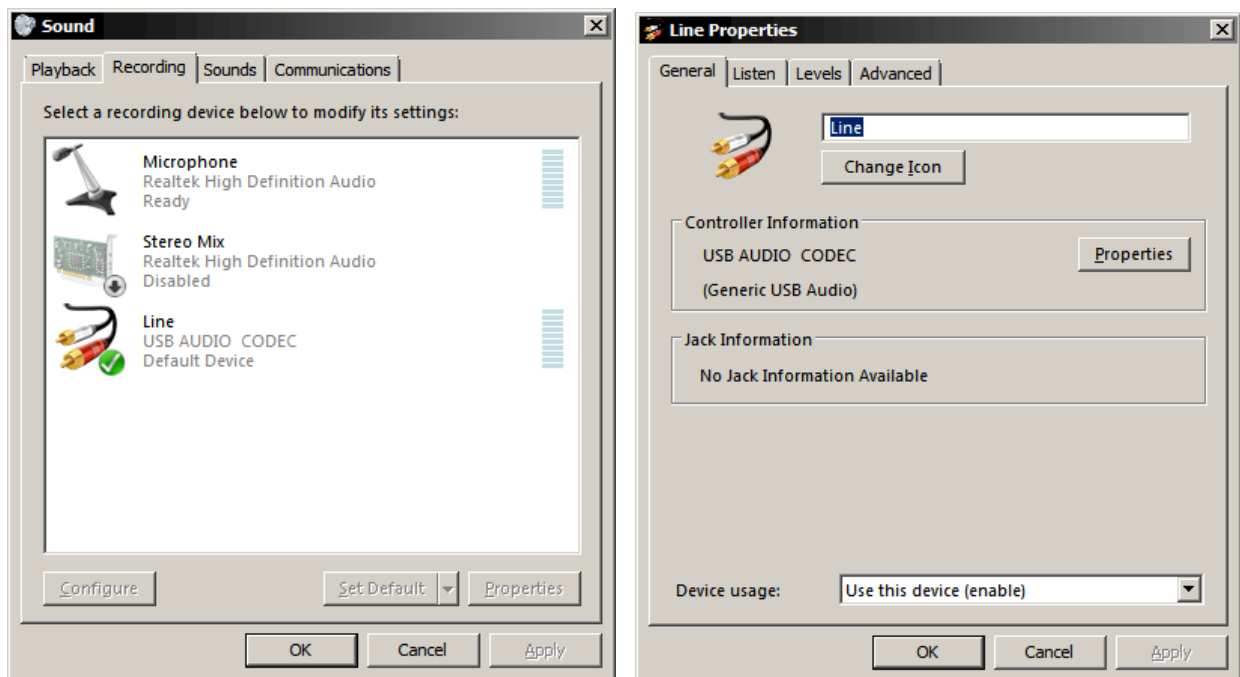 Sound
Playback Recording Sounds Communications
Select a recording device below to modify its settings:
Microphone
Realtek High Definition Audio
Ready
Stereo Mix
Realtek High Definition Audio
Disabled
Line
USB AUDIO  CODEC
Default Device
Configure Set Default Properties
OK Cancel Apply
Line Properties
General Listen Levels Advanced
Line
Change Icon
Controller Information
USB AUDIO  CODEC Properties
(Generic USB Audio)
Jack Information
No Jack Information Available
Device usage: Use this device (enable)
OK Cancel Apply